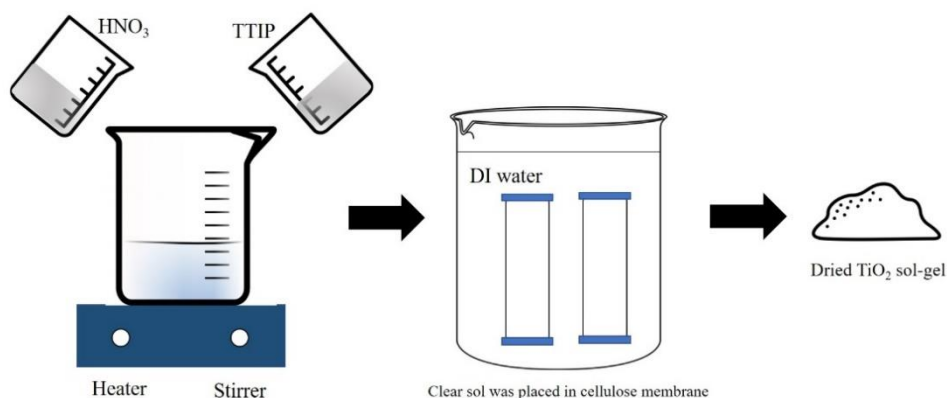 HNO₃
TTIP
DI water
Heater
Stirrer
Clear sol was placed in cellulose membrane
Dried TiO₂ sol-gel